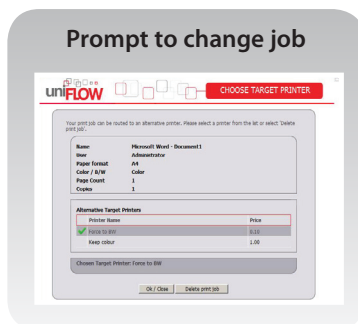 Prompt to change job
uniFLOW
CHOOSE TARGET PRINTER
Your print job can be routed to an alternative printer. Please select a printer from the list or select 'Delete
print job'.
Name Microsoft Word - Document1
User Administrator
Paper format A4
Color / B/W Color
Page Count 1
Copies 1
Alternative Target Printers
Printer Name Price
Force to BW 0.10
Keep colour 1.00
Chosen Target Printer: Force to BW
Ok / Close Delete print job